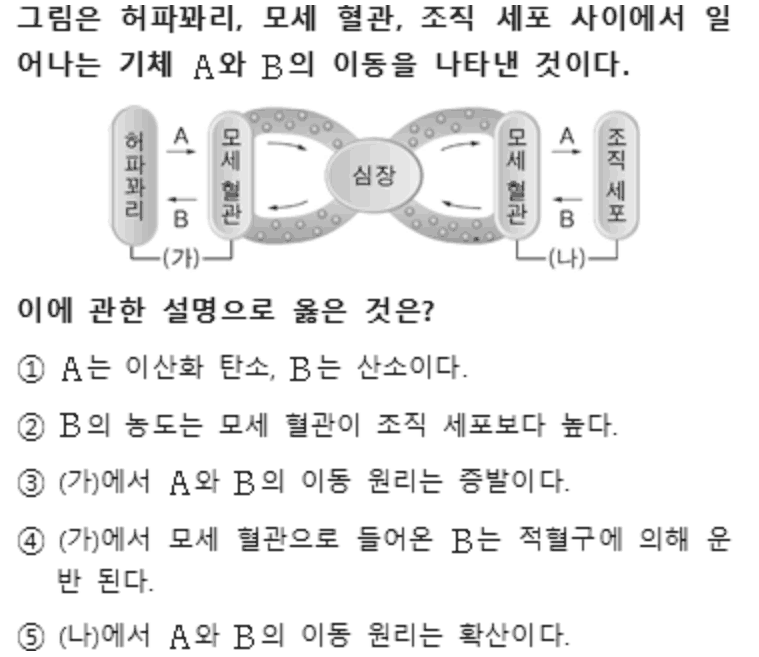 그림은 허파꽈리, 모세 혈관, 조직 세포 사이에서 일
어나는 기체 A와 B의 이동을 나타낸 것이다.
허파꽈리
A
B
모세 혈관
심장
모세 혈관
A
B
조직 세포
(가)
(나)
이에 관한 설명으로 옳은 것은?
① A는 이산화 탄소, B는 산소이다.
② B의 농도는 모세 혈관이 조직 세포보다 높다.
③ (가)에서 A와 B의 이동 원리는 증발이다.
④ (가)에서 모세 혈관으로 들어온 B는 적혈구에 의해 운
반 된다.
⑤ (나)에서 A와 B의 이동 원리는 확산이다.